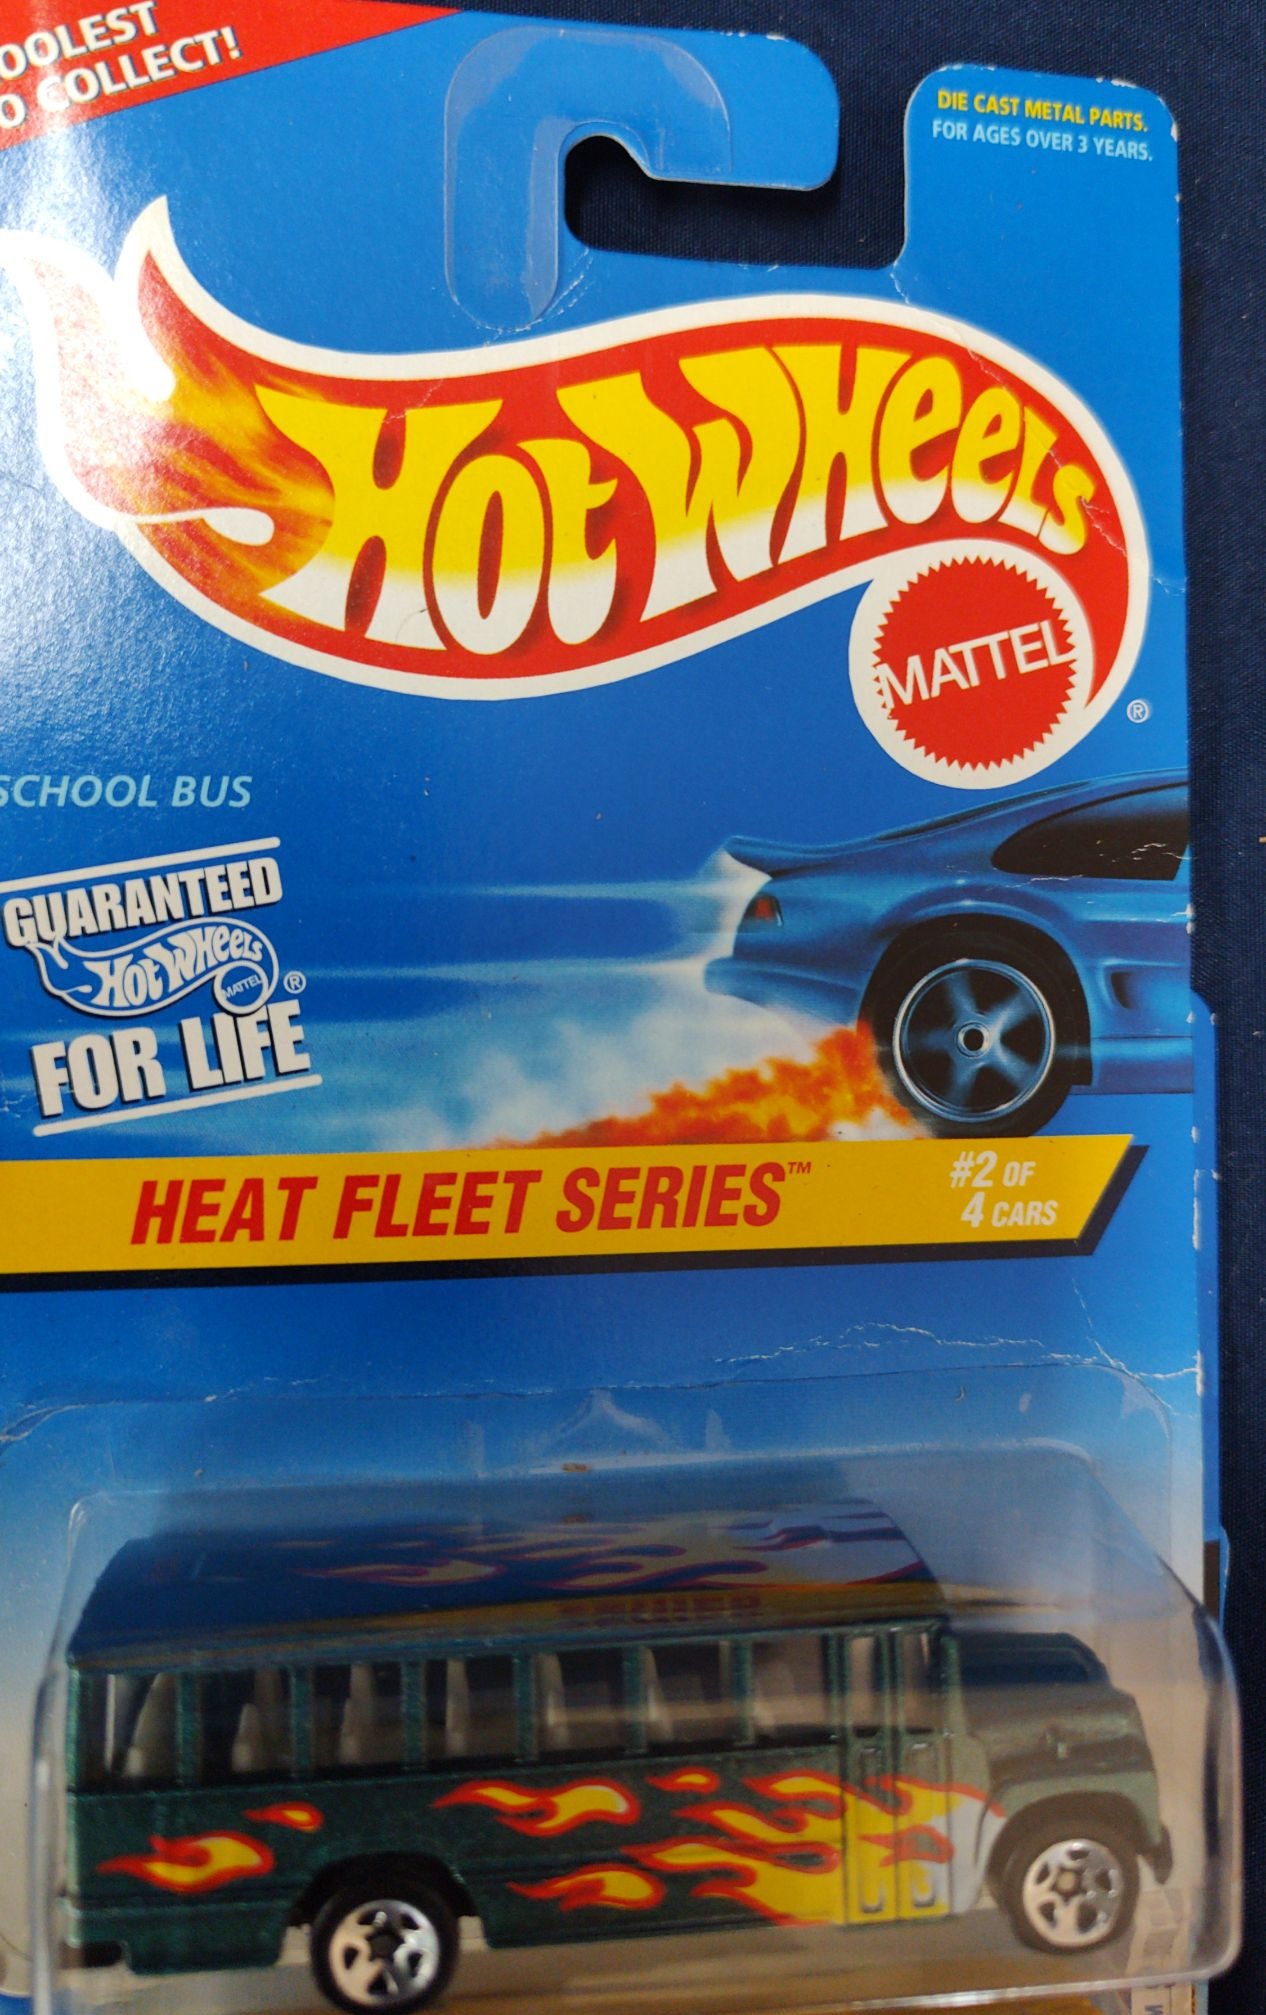 OOLEST
O COLLECT!
DIE CAST METAL PARTS.
FOR AGES OVER 3 YEARS.
HOT WHEELS
MATTEL
®
SCHOOL BUS
GUARANTEED
HOT WHEELS
MATTEL ®
FOR LIFE
HEAT FLEET SERIES™
#2 OF
4 CARS